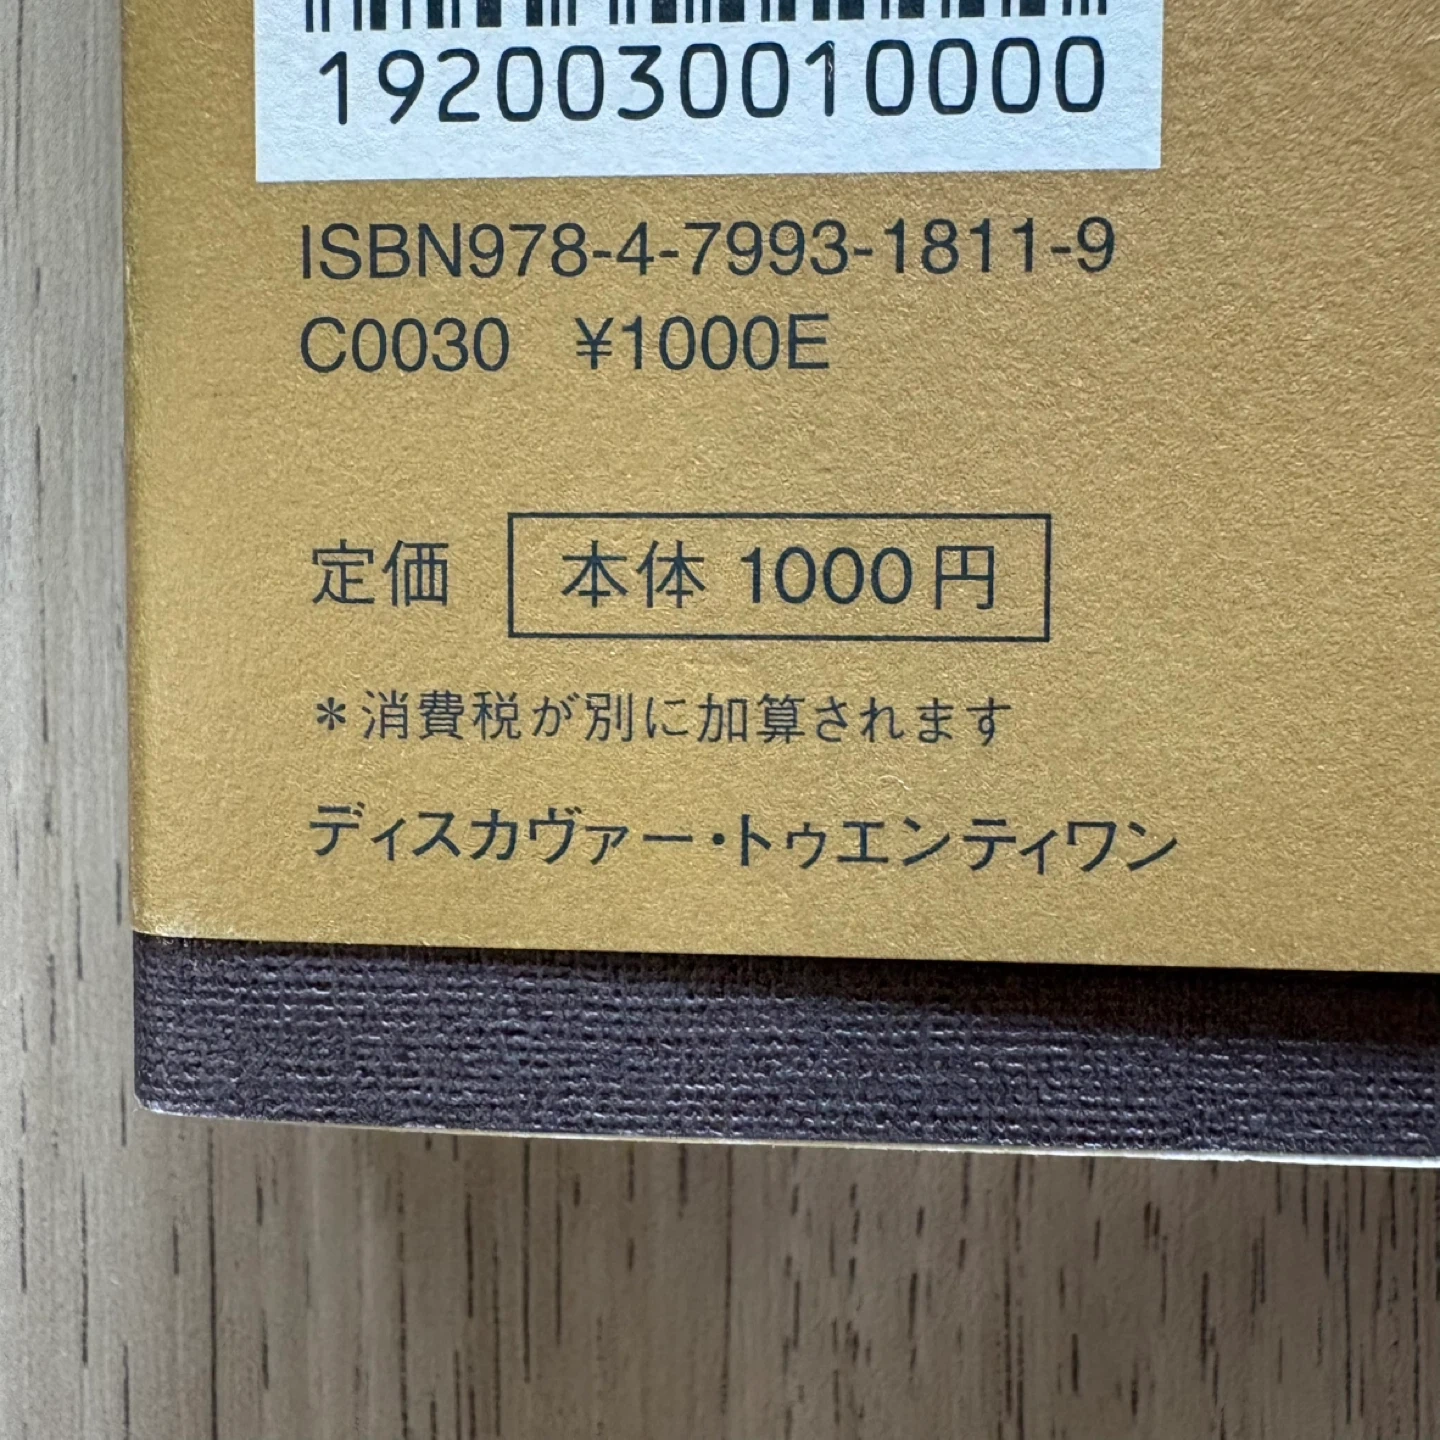 1920030010000
ISBN978-4-7993-1811-9
C0030 ¥1000E
定価 本体 1000円
*消費税が別に加算されます
ディスカヴァー・トゥエンティワン